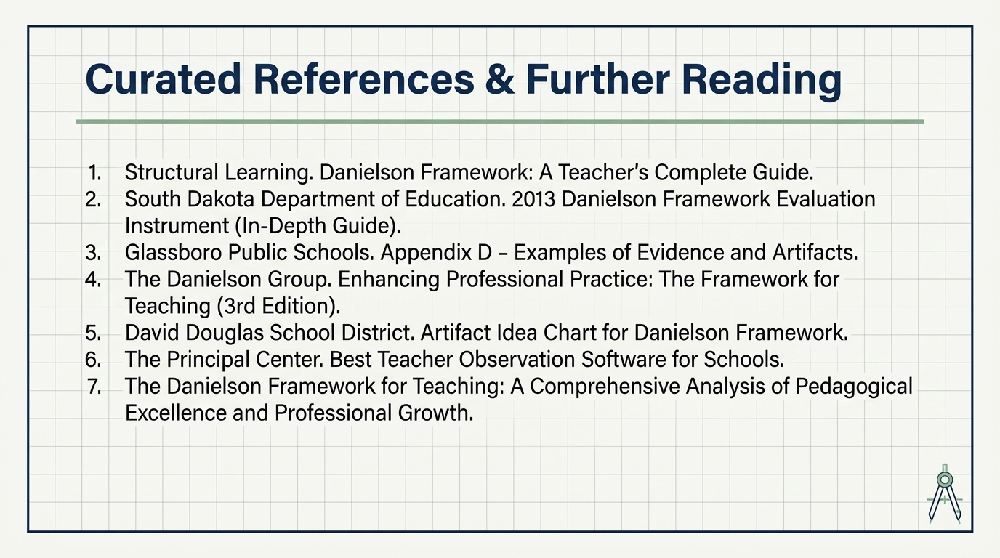 Curated References & Further Reading
1. Structural Learning. Danielson Framework: A Teacher’s Complete Guide.
2. South Dakota Department of Education. 2013 Danielson Framework Evaluation
Instrument (In-Depth Guide).
3. Glassboro Public Schools. Appendix D – Examples of Evidence and Artifacts.
4. The Danielson Group. Enhancing Professional Practice: The Framework for
Teaching (3rd Edition).
5. David Douglas School District. Artifact Idea Chart for Danielson Framework.
6. The Principal Center. Best Teacher Observation Software for Schools.
7. The Danielson Framework for Teaching: A Comprehensive Analysis of Pedagogical
Excellence and Professional Growth.